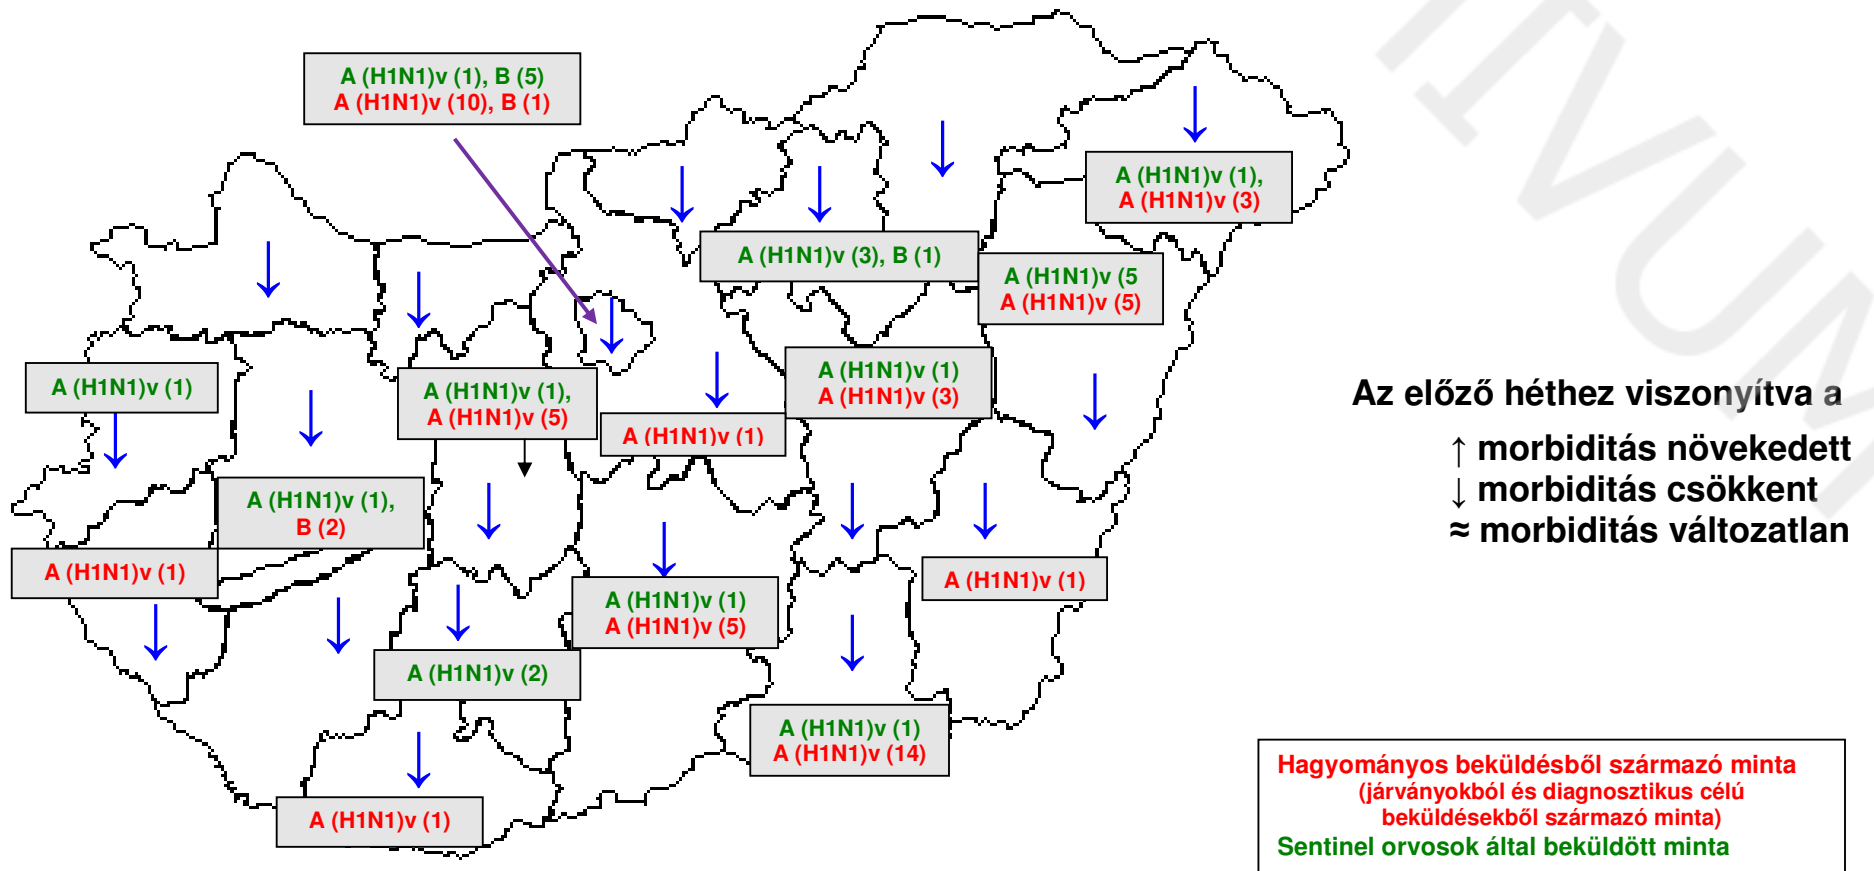 A (H1N1)v (1), B (5)
A (H1N1)v (10), B (1)
A (H1N1)v (1),
A (H1N1)v (3)
A (H1N1)v (3), B (1)
A (H1N1)v (5
A (H1N1)v (5)
A (H1N1)v (1)
A (H1N1)v (1),
A (H1N1)v (5)
A (H1N1)v (1)
A (H1N1)v (3)
A (H1N1)v (1)
A (H1N1)v (1),
B (2)
A (H1N1)v (1)
A (H1N1)v (1)
A (H1N1)v (1)
A (H1N1)v (5)
A (H1N1)v (2)
A (H1N1)v (1)
A (H1N1)v (14)
A (H1N1)v (1)
Az előző héthez viszonyítva a
↑ morbiditás növekedett
↓ morbiditás csökkent
≈ morbiditás változatlan
Hagyományos beküldésből származó minta
(járványokból és diagnosztikus célú
beküldésekből származó minta)
Sentinel orvosok által beküldött minta